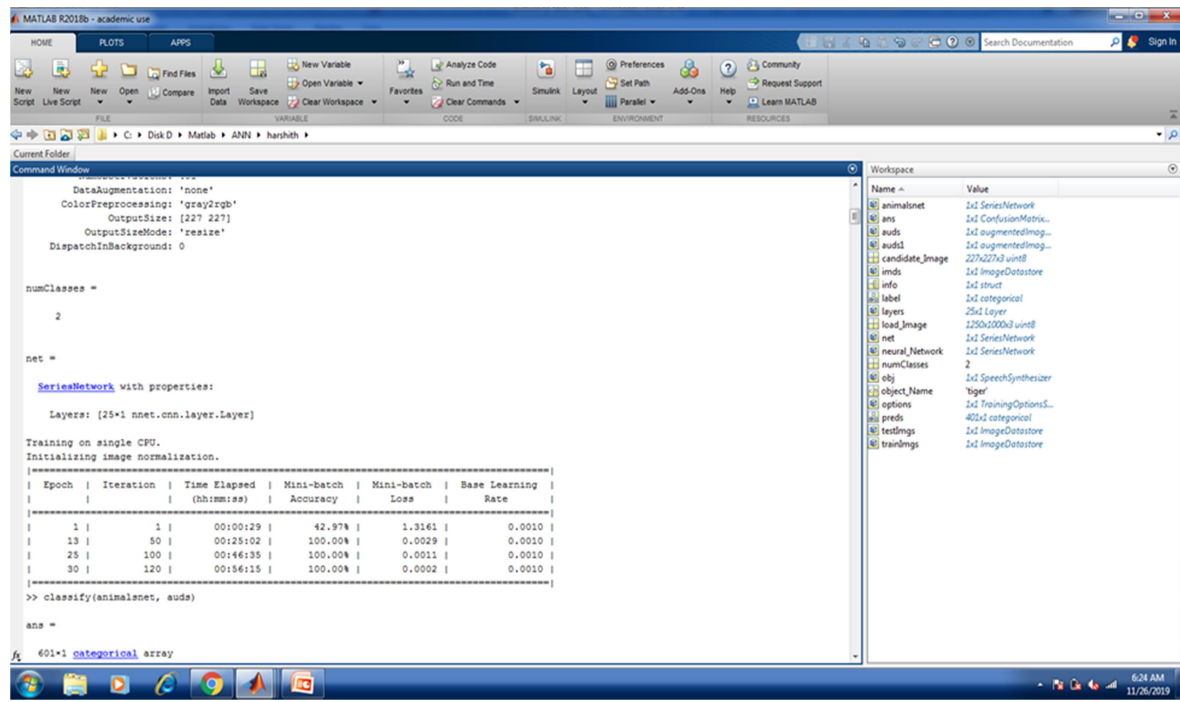 MATLAB R2018b - academic use
HOME PLOTS APPS Search Documentation Sign In
New Script
New Live Script
New
Open
Find Files
Compare
Import Data
Save Workspace
New Variable
Open Variable
Clear Workspace
Favorites
Analyze Code
Run and Time
Clear Commands
Simulink
Layout
Preferences
Set Path
Parallel
Add-Ons
Help
Community
Request Support
Learn MATLAB
FILE VARIABLE CODE SIMULINK ENVIRONMENT RESOURCES
C: Disk D Matlab ANN harshith
Current Folder
Command Window
DataAugmentation: 'none'
ColorPreprocessing: 'gray2rgb'
OutputSize: [227 227]
OutputSizeMode: 'resize'
DispatchInBackground: 0
numClasses =
2
net =
SeriesNetwork with properties:
Layers: [25×1 nnet.cnn.layer.Layer]
Training on single CPU.
Initializing image normalization.
|======================================================================================|
| Epoch | Iteration | Time Elapsed | Mini-batch | Mini-batch | Base Learning |
| | | (hh:mm:ss) | Accuracy | Loss | Rate |
|======================================================================================|
| 1 | 1 | 00:00:29 | 42.97% | 1.3161 | 0.0010 |
| 13 | 50 | 00:25:02 | 100.00% | 0.0029 | 0.0010 |
| 25 | 100 | 00:46:35 | 100.00% | 0.0011 | 0.0010 |
| 30 | 120 | 00:56:15 | 100.00% | 0.0002 | 0.0010 |
|======================================================================================|
>> classify(animalsnet, auds)
ans =
601×1 categorical array
fx
Workspace
Name Value
animalsnet 1x1 SeriesNetwork
ans 1x1 ConfusionMatrix...
auds 1x1 augmentedImag...
auds1 1x1 augmentedImag...
candidate_Image 227x227x3 uint8
imds 1x1 ImageDatastore
info 1x1 struct
label 1x1 categorical
layers 25x1 Layer
load_Image 1250x1000x3 uint8
net 1x1 SeriesNetwork
neural_Network 1x1 SeriesNetwork
numClasses 2
obj 1x1 SpeechSynthesizer
object_Name 'tiger'
options 1x1 TrainingOptionsS...
preds 401x1 categorical
testImgs 1x1 ImageDatastore
trainImgs 1x1 ImageDatastore
6:24 AM
11/26/2019